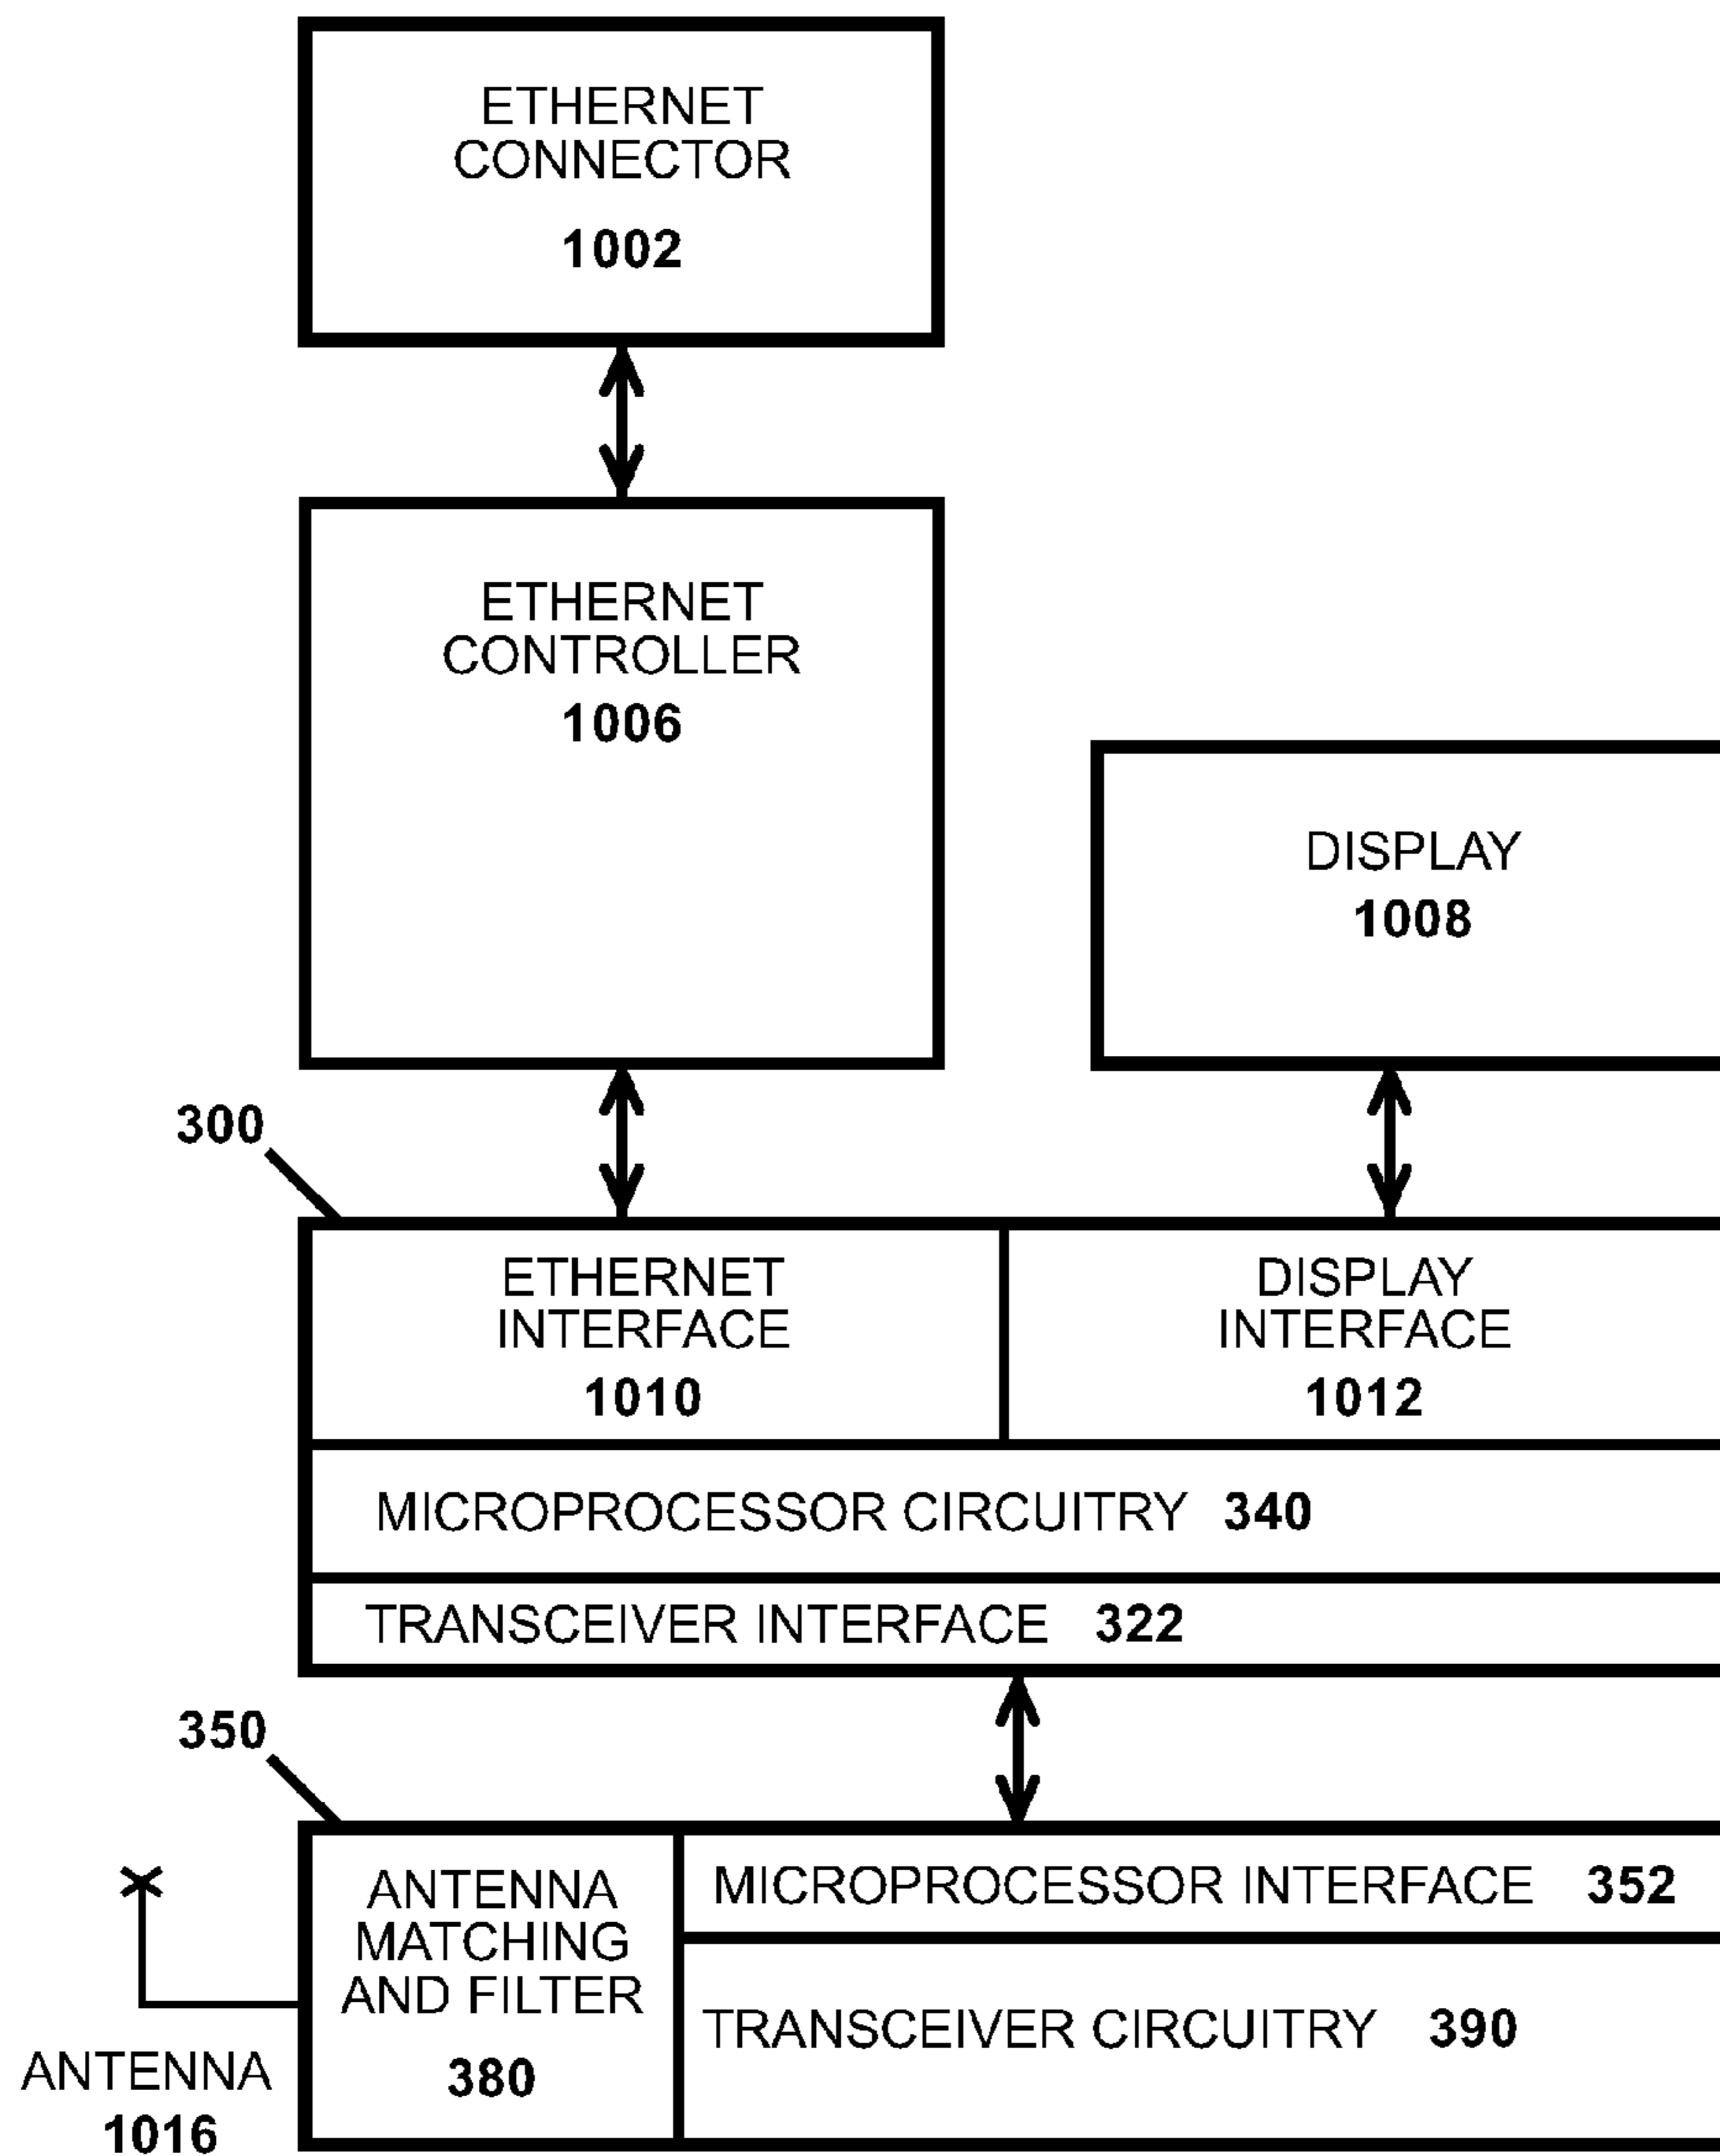 ETHERNET
CONNECTOR
1002
ETHERNET
CONTROLLER
1006
DISPLAY
1008
300
ETHERNET
INTERFACE
1010
DISPLAY
INTERFACE
1012
MICROPROCESSOR CIRCUITRY 340
TRANSCEIVER INTERFACE 322
350
ANTENNA
MATCHING
AND FILTER
380
MICROPROCESSOR INTERFACE 352
TRANSCEIVER CIRCUITRY 390
ANTENNA
1016